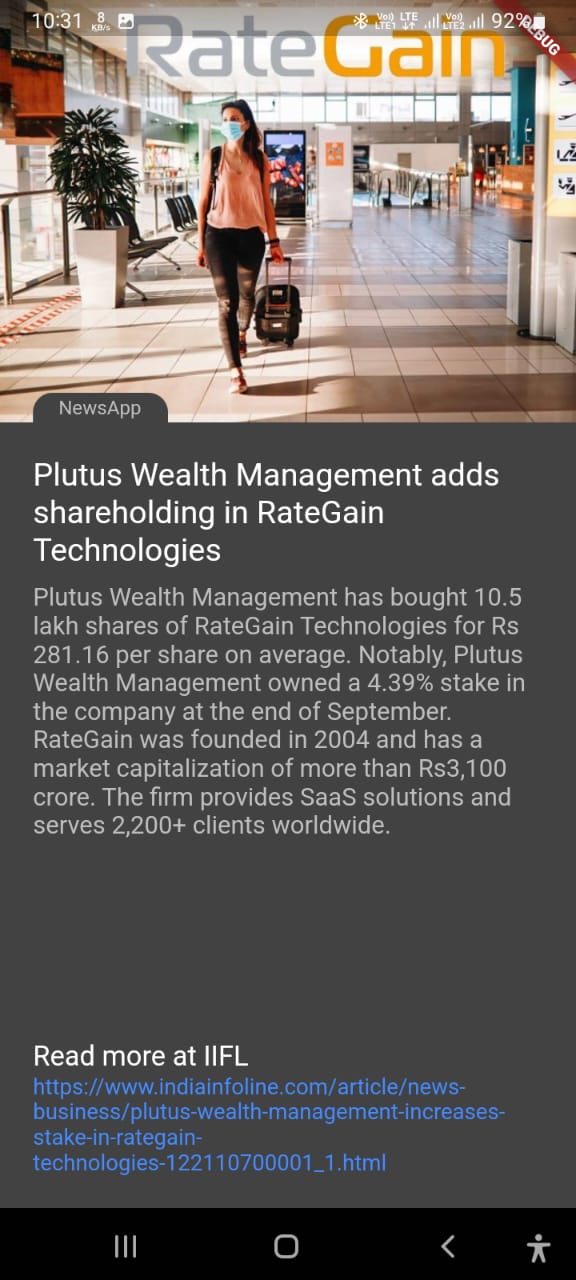 10:31 8 KB/s Vo) LTE LTE1 Vo) LTE2 92%
DEBUG
RateGain
NewsApp
Plutus Wealth Management adds
shareholding in RateGain
Technologies
Plutus Wealth Management has bought 10.5
lakh shares of RateGain Technologies for Rs
281.16 per share on average. Notably, Plutus
Wealth Management owned a 4.39% stake in
the company at the end of September.
RateGain was founded in 2004 and has a
market capitalization of more than Rs3,100
crore. The firm provides SaaS solutions and
serves 2,200+ clients worldwide.
Read more at IIFL
https://www.indiainfoline.com/article/news-
business/plutus-wealth-management-increases-
stake-in-rategain-
technologies-122110700001_1.html